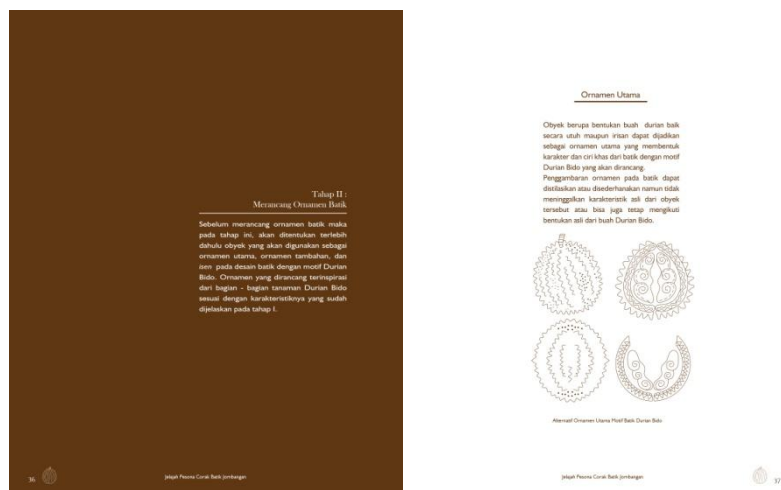 Tahap II :
Merancang Ornamen Batik
Sebelum merancang ornamen batik maka
pada tahap ini, akan ditentukan terlebih
dahulu obyek yang akan digunakan sebagai
ornamen utama, ornamen tambahan, dan
isen pada desain batik dengan motif Durian
Bido. Ornamen yang dirancang terinspirasi
dari bagian - bagian tanaman Durian Bido
sesuai dengan karakteristiknya yang sudah
dijelaskan pada tahap I.
36
Jelajah Pesona Corak Batik Jombangan
Ornamen Utama
Obyek berupa bentukan buah durian baik
secara utuh maupun irisan dapat dijadikan
sebagai ornamen utama yang membentuk
karakter dan ciri khas dari batik dengan motif
Durian Bido yang akan dirancang.
Penggambaran ornamen pada batik dapat
distilasikan atau disederhanakan namun tidak
meninggalkan karakteristik asli dari obyek
tersebut atau bisa juga tetap mengikuti
bentukan asli dari buah Durian Bido.
Alternatif Ornamen Utama Motif Batik Durian Bido
Jelajah Pesona Corak Batik Jombangan
37